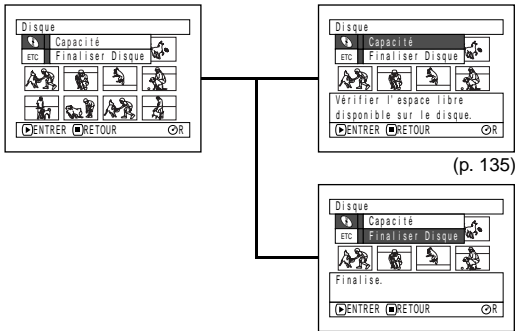 Disque
Capacité
ETC Finaliser Disque
ENTRER RETOUR R
Disque
Capacité
ETC Finaliser Disque
Vérifier l'espace libre
disponible sur le disque.
ENTRER RETOUR R
(p. 135)
Disque
Capacité
ETC Finaliser Disque
Finalise.
ENTRER RETOUR R